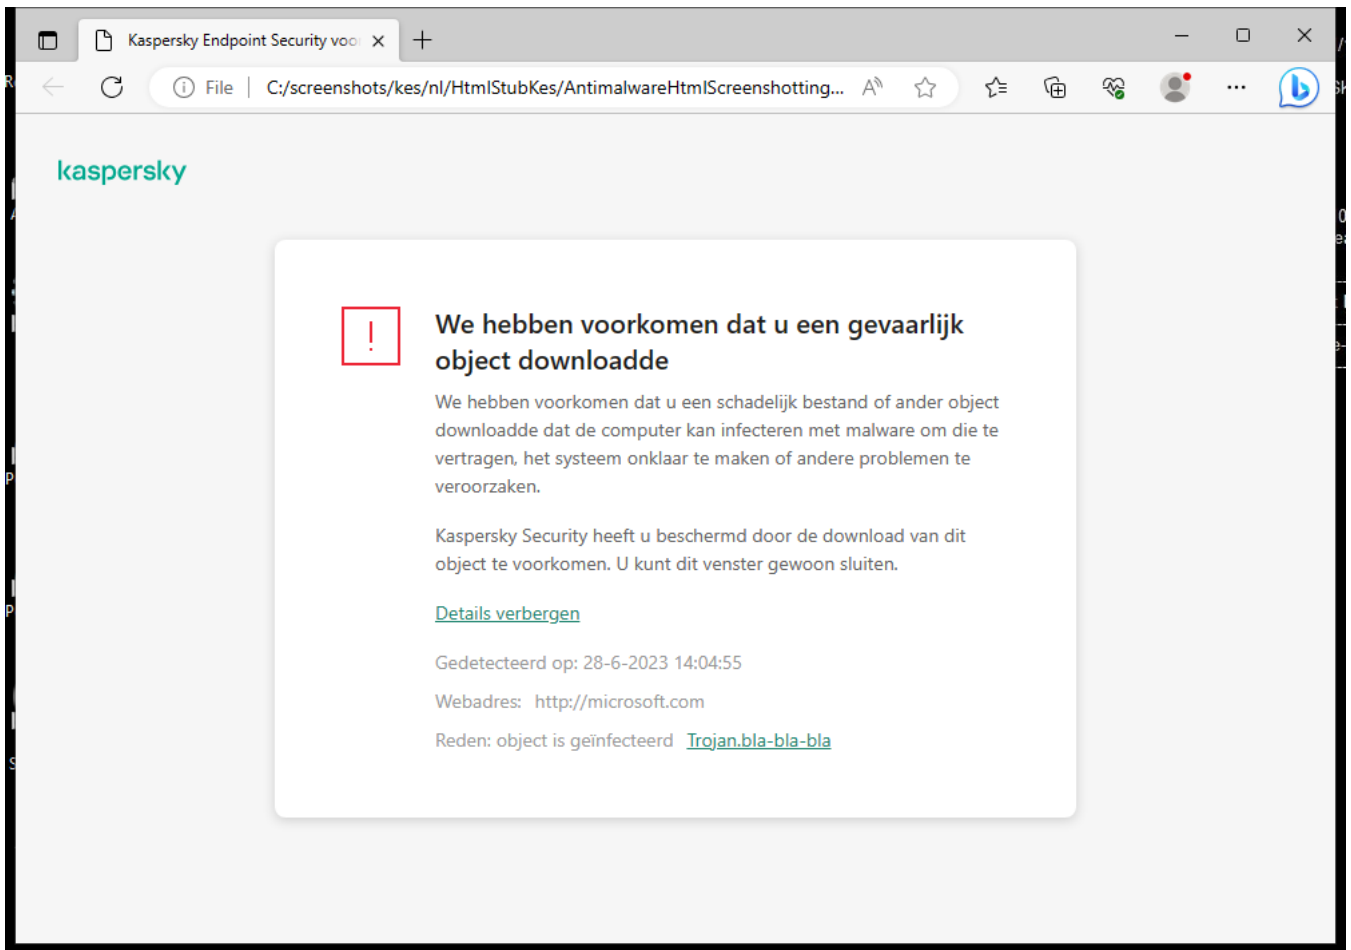 Kaspersky Endpoint Security voo
File
C:/screenshots/kes/nl/HtmlStubKes/AntimalwareHtmlScreenshotting...
kaspersky
We hebben voorkomen dat u een gevaarlijk
object downloadde
We hebben voorkomen dat u een schadelijk bestand of ander object
downloadde dat de computer kan infecteren met malware om die te
vertragen, het systeem onklaar te maken of andere problemen te
veroorzaken.
Kaspersky Security heeft u beschermd door de download van dit
object te voorkomen. U kunt dit venster gewoon sluiten.
Details verbergen
Gedetecteerd op: 28-6-2023 14:04:55
Webadres: http://microsoft.com
Reden: object is geïnfecteerd Trojan.bla-bla-bla